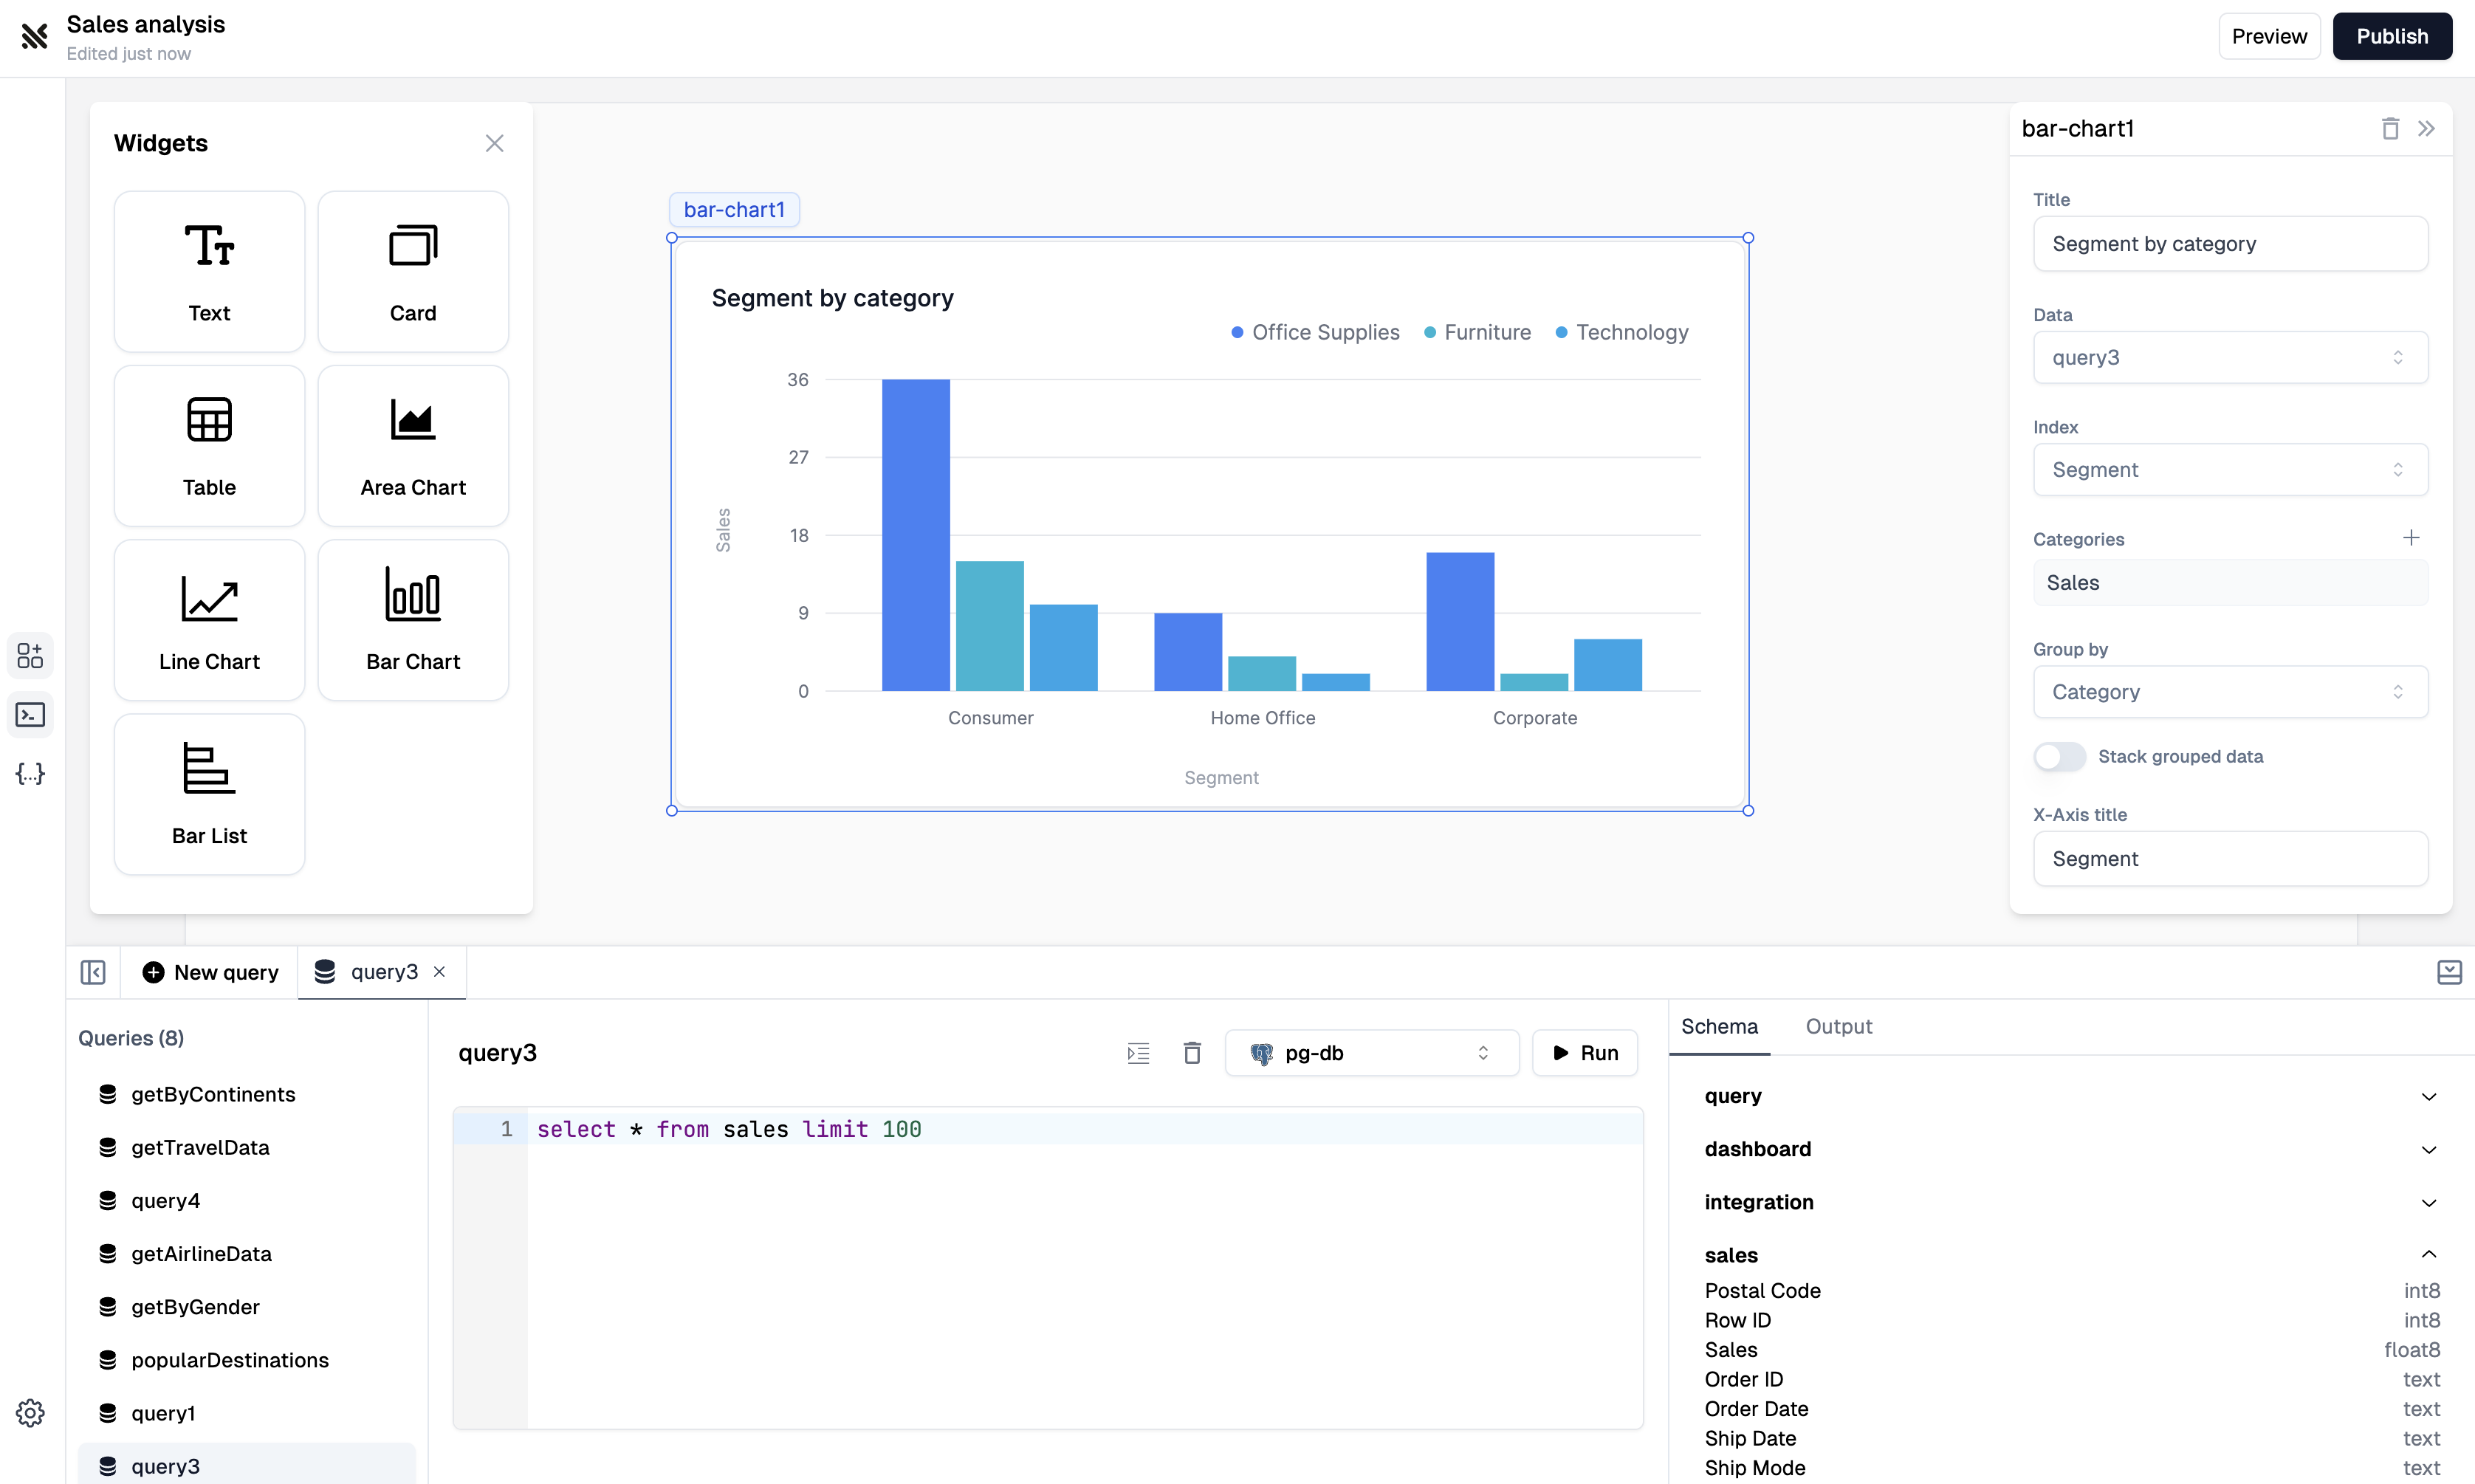 Sales analysis
Edited just now
Preview
Publish
Widgets
Text
Card
Table
Area Chart
Line Chart
Bar Chart
Bar List
bar-chart1
Segment by category
Office Supplies
Furniture
Technology
36
27
18
9
0
Sales
Consumer
Home Office
Corporate
Segment
bar-chart1
Title
Segment by category
Data
query3
Index
Segment
Categories
Sales
Group by
Category
Stack grouped data
X-Axis title
Segment
New query
query3
Queries (8)
getByContinents
getTravelData
query4
getAirlineData
getByGender
popularDestinations
query1
query3
query3
pg-db
Run
1 select * from sales limit 100
Schema
Output
query
dashboard
integration
sales
Postal Code int8
Row ID int8
Sales float8
Order ID text
Order Date text
Ship Date text
Ship Mode text